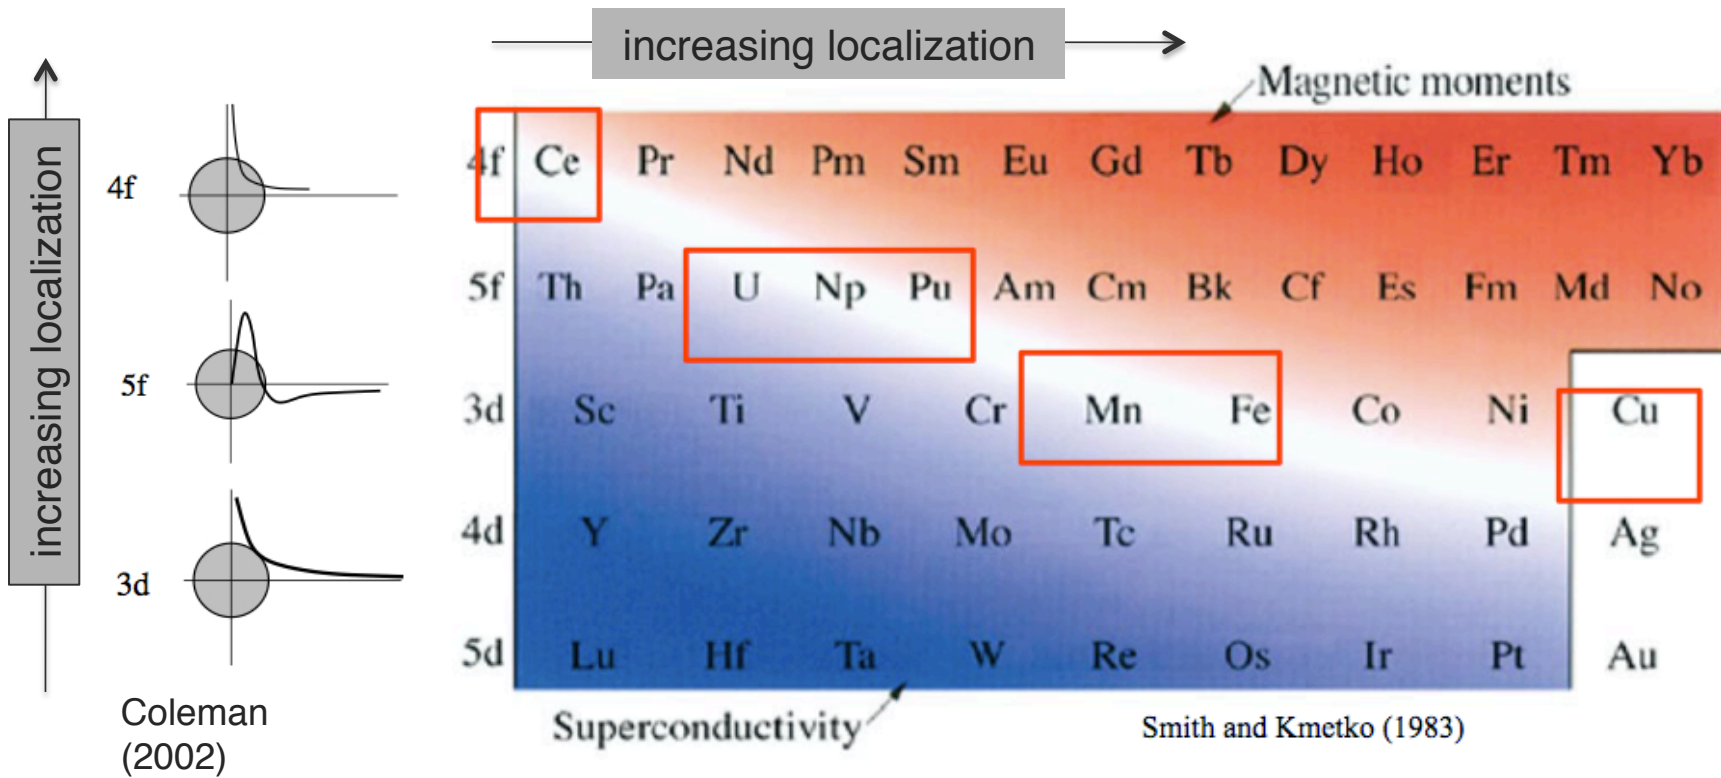 increasing localization
Magnetic moments
increasing localization
4f
5f
3d
4f Ce Pr Nd Pm Sm Eu Gd Tb Dy Ho Er Tm Yb
5f Th Pa U Np Pu Am Cm Bk Cf Es Fm Md No
3d Sc Ti V Cr Mn Fe Co Ni Cu
4d Y Zr Nb Mo Tc Ru Rh Pd Ag
5d Lu Hf Ta W Re Os Ir Pt Au
Coleman
(2002)
Superconductivity
Smith and Kmetko (1983)